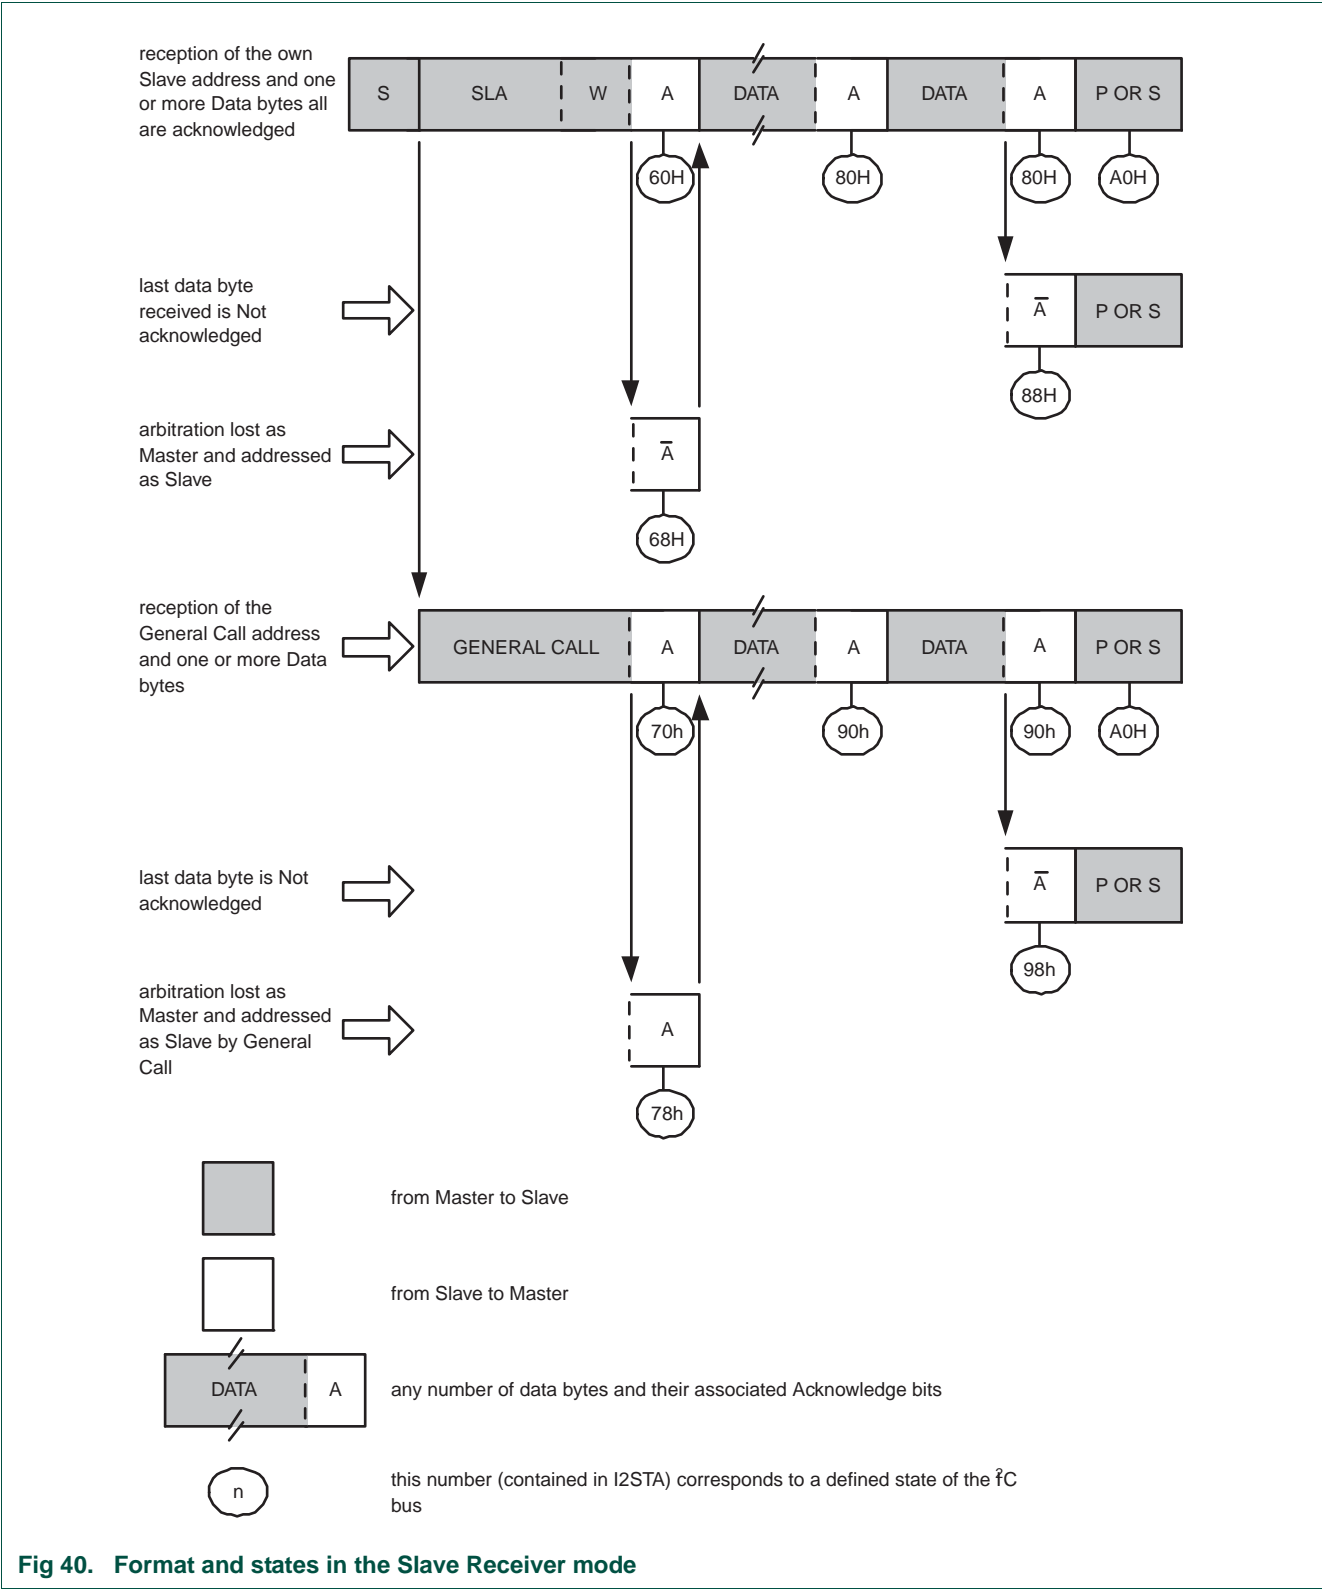 reception of the own
Slave address and one
or more Data bytes all
are acknowledged
S SLA W A DATA A DATA A P OR S
60H 80H 80H A0H
last data byte
received is Not
acknowledged
A̅ P OR S
88H
arbitration lost as
Master and addressed
as Slave
A̅
68H
reception of the
General Call address
and one or more Data
bytes
GENERAL CALL A DATA A DATA A P OR S
70h 90h 90h A0H
last data byte is Not
acknowledged
A̅ P OR S
98h
arbitration lost as
Master and addressed
as Slave by General
Call
A
78h
from Master to Slave
from Slave to Master
DATA A any number of data bytes and their associated Acknowledge bits
n this number (contained in I2STA) corresponds to a defined state of the I²C
bus
Fig 40. Format and states in the Slave Receiver mode